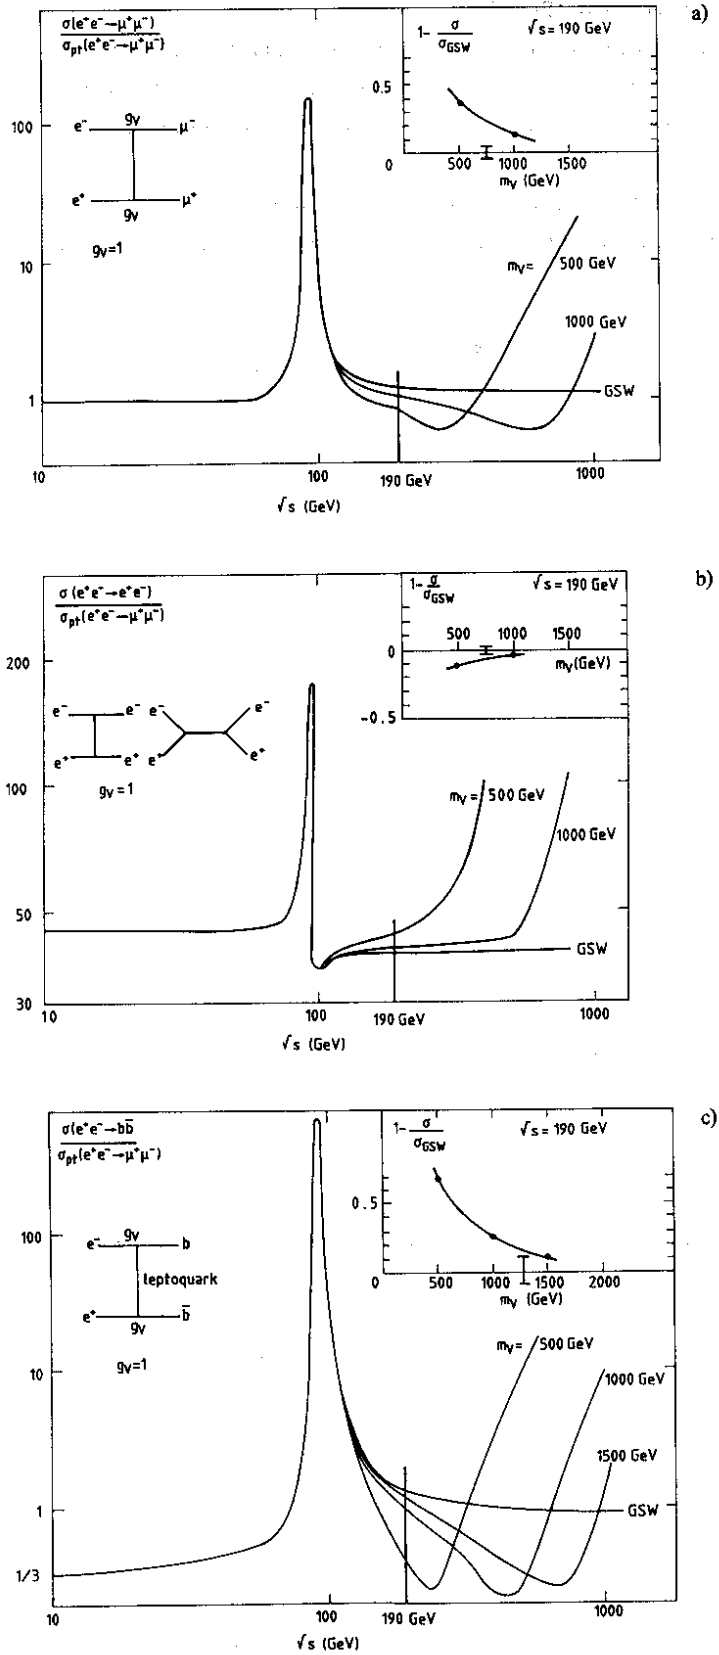 a)
σ(e⁺e⁻→μ⁺μ⁻)
σpt(e⁺e⁻→μ⁺μ⁻)
1- σ/σGSW
√s = 190 GeV
0.5
0 500 1000 1500
mV (GeV)
100
10
1
e⁻ gV μ⁻
e⁺ gV μ⁺
gV=1
mV= 500 GeV
1000 GeV
GSW
10 100 190 GeV 1000
√s (GeV)
b)
σ(e⁺e⁻→e⁺e⁻)
σpt(e⁺e⁻→μ⁺μ⁻)
1- σ/σGSW
√s = 190 GeV
500 1000 1500
0
mV(GeV)
-0.5
200
100
50
30
e⁻ e⁻ e⁻ e⁻
e⁺ e⁺ e⁺ e⁺
gV=1
mV= 500 GeV
1000 GeV
GSW
10 100 190 GeV 1000
√s (GeV)
c)
σ(e⁺e⁻→bb̅
σpt(e⁺e⁻→μ⁺μ⁻)
1- σ/σGSW
√s = 190 GeV
0.5
0 500 1000 1500 2000
mV (GeV)
100
10
1
1/3
e⁻ gV b
leptoquark
e⁺ gV b̅
gV=1
mV= 500 GeV
1000 GeV
1500 GeV
GSW
10 100 190 GeV 1000
√s (GeV)